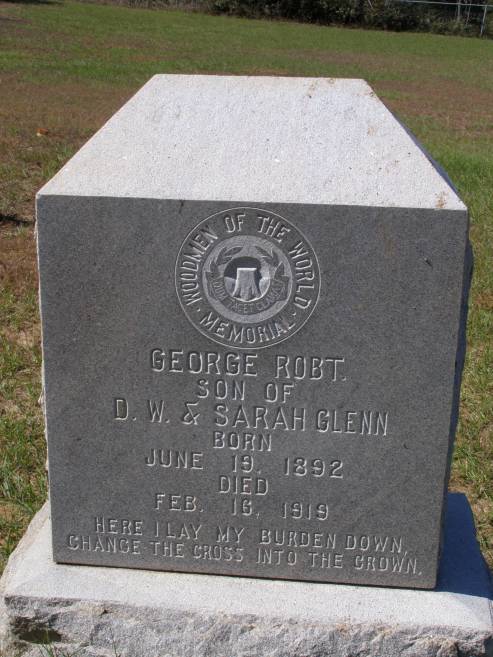 WOODMEN OF THE WORLD
MEMORIAL
DUM TACET CLAMAT
GEORGE ROBT.
SON OF
D. W. & SARAH GLENN
BORN
JUNE 19, 1892
DIED
FEB. 16, 1919
HERE I LAY MY BURDEN DOWN,
CHANGE THE CROSS INTO THE CROWN.